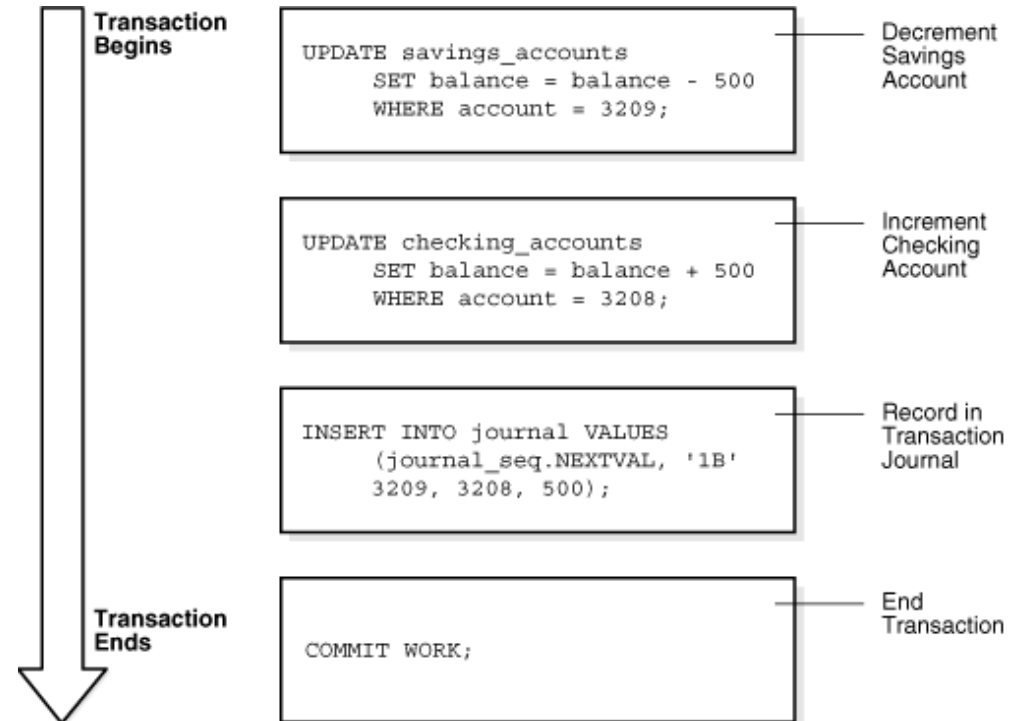 Transaction
Begins
UPDATE savings_accounts
SET balance = balance - 500
WHERE account = 3209;
Decrement
Savings
Account
UPDATE checking_accounts
SET balance = balance + 500
WHERE account = 3208;
Increment
Checking
Account
INSERT INTO journal VALUES
(journal_seq.NEXTVAL, '1B'
3209, 3208, 500);
Record in
Transaction
Journal
Transaction
Ends
COMMIT WORK;
End
Transaction